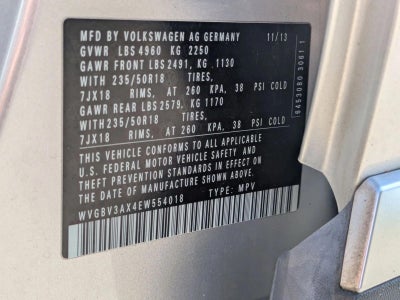 MFD BY VOLKSWAGEN AG GERMANY 11/13
GVWR LBS 4960 KG 2250
GAWR FRONT LBS 2491, KG . 1130
WITH 235/50R18 TIRES,
7JX18 RIMS, AT 260 KPA, 38 PSI COLD
GAWR REAR LBS 2579. KG 1170
WITH 235/50R18 TIRES,
7JX18 RIMS, AT 260 KPA, 38 PSI COLD
THIS VEHICLE CONFORMS TO ALL APPLICABLE
U.S. FEDERAL MOTOR VEHICLE SAFETY AND
THEFT PREVENTION STANDARDS IN EFFECT ON
THE DATE OF MANUFACTURE SHOWN ABOVE.
WVGBV3AX4EW554018 TYPE: MPV
6453080 3061 1